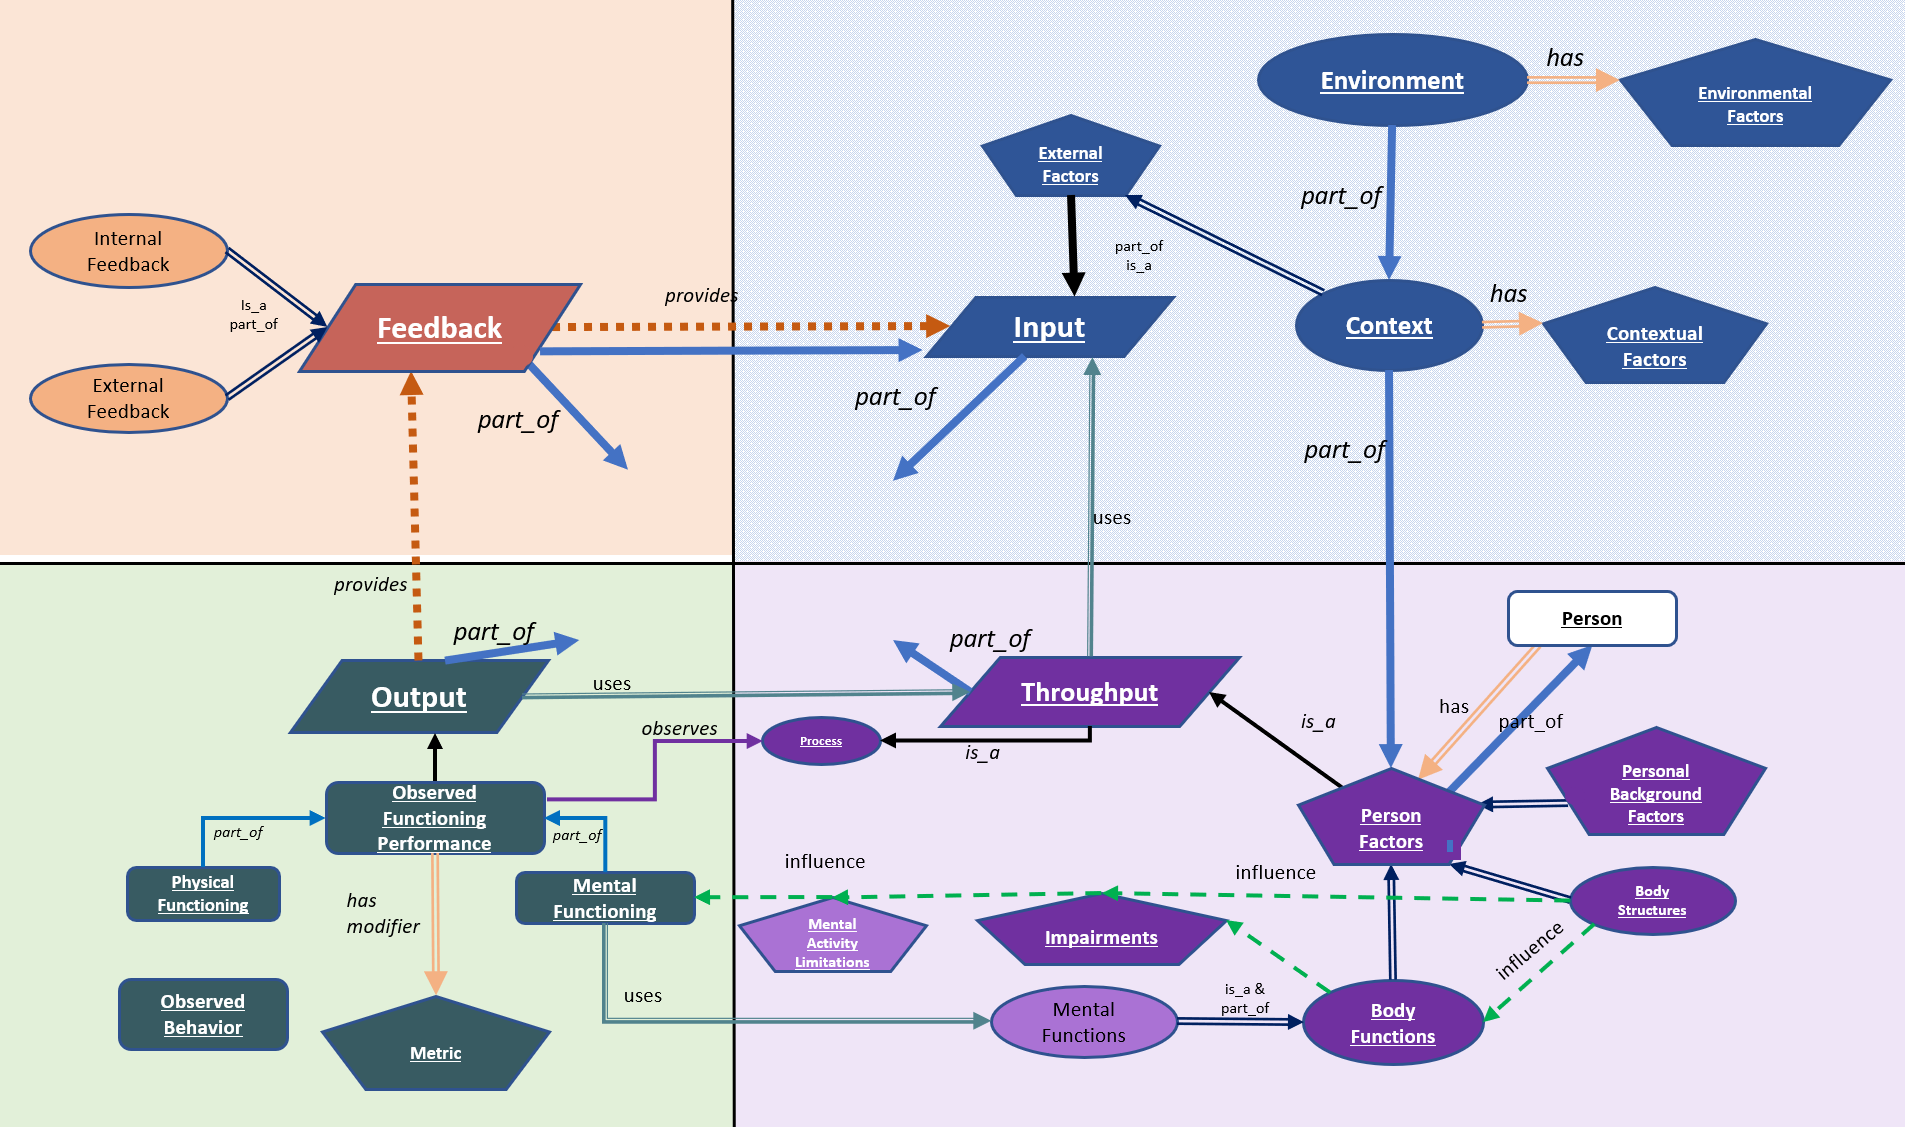 Environment
has
Environmental
Factors
External
Factors
part_of
part_of
is_a
Internal
Feedback
Is_a
part_of
External
Feedback
Feedback
provides
Input
Context
has
Contextual
Factors
part_of
part_of
part_of
uses
provides
part_of
Output
uses
part_of
Throughput
Person
has
part_of
is_a
observes
Process
is_a
Observed
Functioning
Performance
part_of
part_of
Physical
Functioning
Mental
Functioning
has
modifier
Observed
Behavior
Metric
uses
influence
influence
Mental
Activity
Limitations
Impairments
Person
Factors
Personal
Background
Factors
Body
Structures
influence
Mental
Functions
is_a &
part_of
Body
Functions